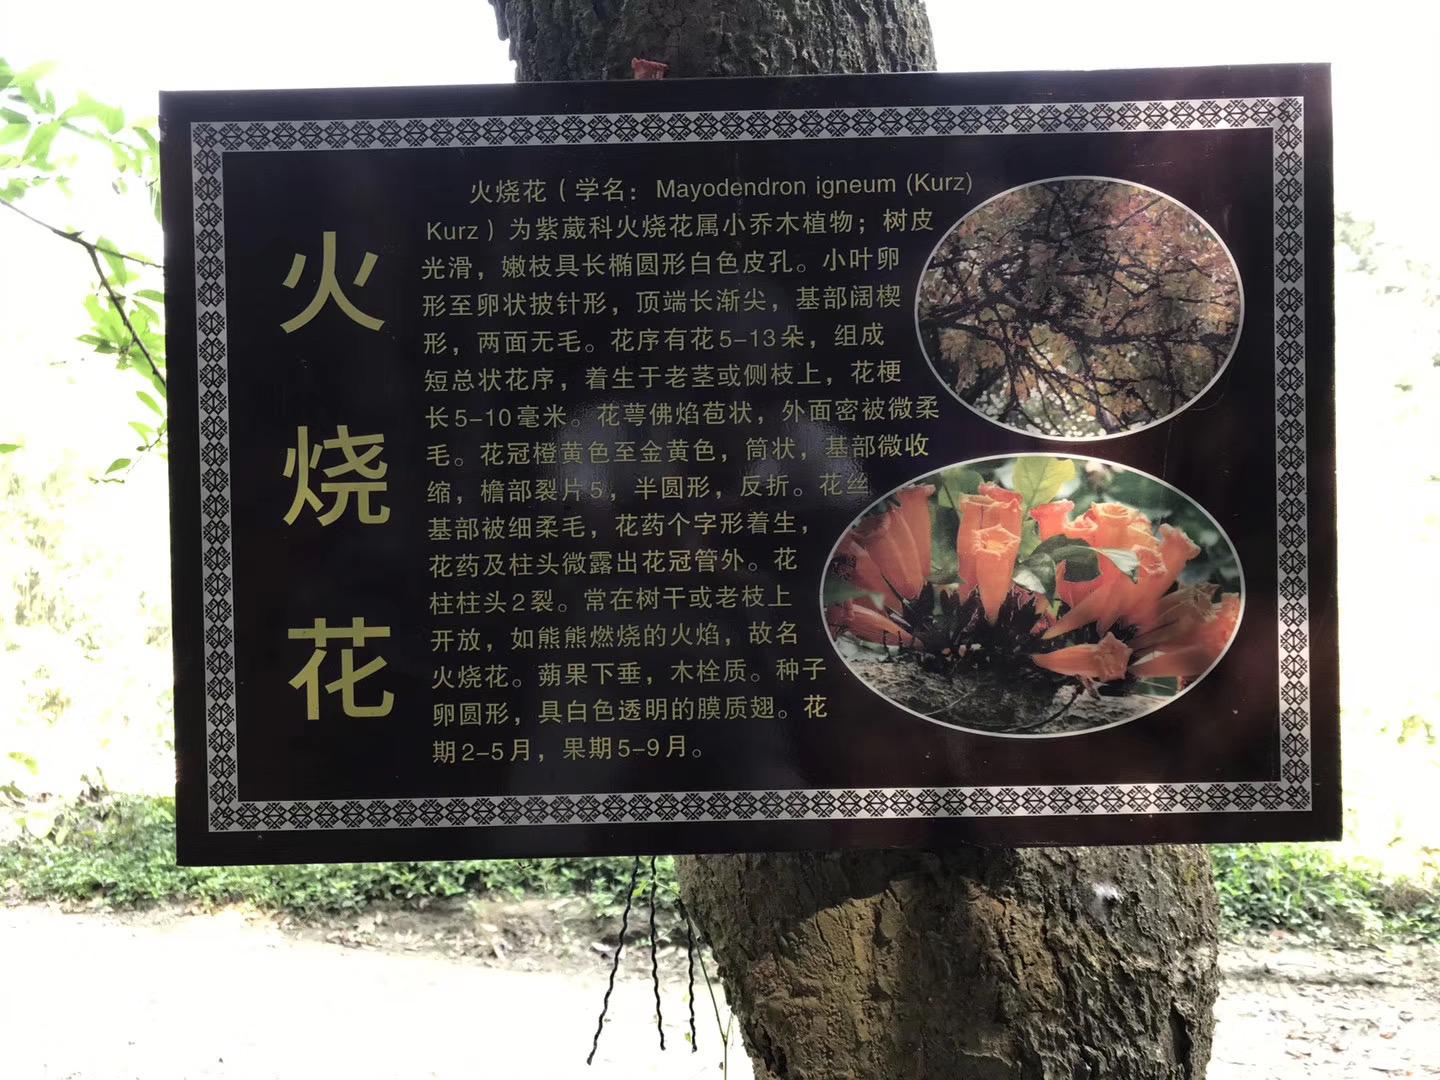 火烧花
火烧花（学名： Mayodendron igneum (Kurz)
Kurz）为紫葳科火烧花属小乔木植物；树皮
光滑，嫩枝具长椭圆形白色皮孔。小叶卵
形至卵状披针形，顶端长渐尖，基部阔楔
形，两面无毛。花序有花5-13朵，组成
短总状花序，着生于老茎或侧枝上，花梗
长5-10毫米。花萼佛焰苞状，外面密被微柔
毛。花冠橙黄色至金黄色，筒状，基部微收
缩，檐部裂片5，半圆形，反折。花丝
基部被细柔毛，花药个字形着生，
花药及柱头微露出花冠管外。花
柱柱头2裂。常在树干或老枝上
开放，如熊熊燃烧的火焰，故名
火烧花。蒴果下垂，木栓质。种子
卵圆形，具白色透明的膜质翅。花
期2-5月，果期5-9月。